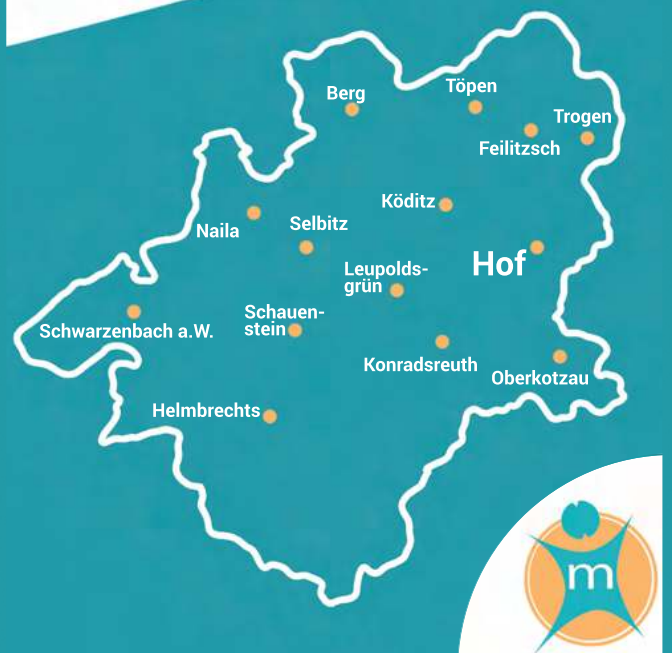 Berg
Töpen
Trogen
Feilitzsch
Köditz
Naila
Selbitz
Hof
Leupolds-
grün
Schauen-
stein
Schwarzenbach a.W.
Konradsreuth
Oberkotzau
Helmbrechts
m